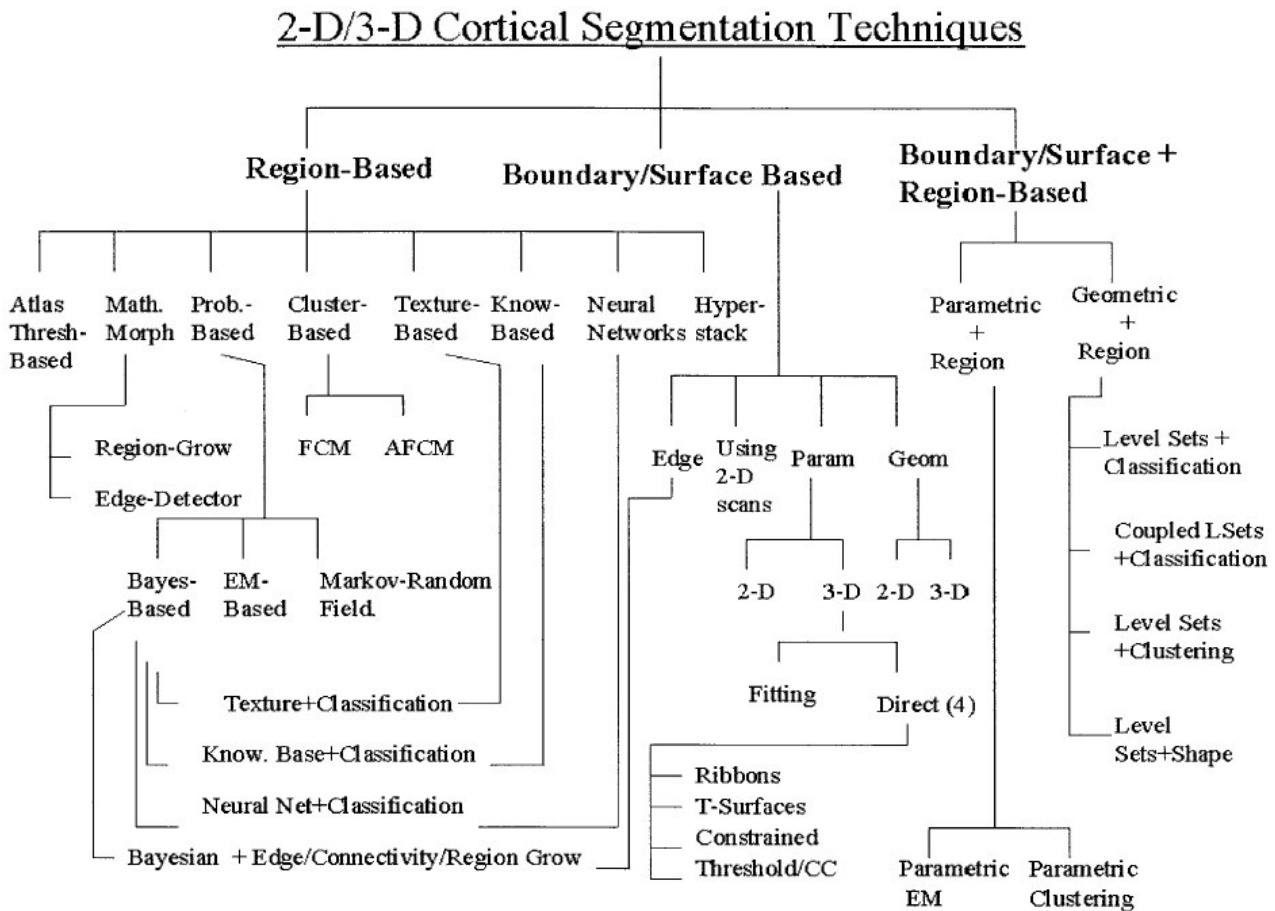 2-D/3-D Cortical Segmentation Techniques
Region-Based
Boundary/Surface Based
Boundary/Surface +
Region-Based
Atlas
Thresh-
Based
Math.
Morph
Prob.-
Based
Cluster-
Based
Texture-
Based
Know-
Based
Neural
Networks
Hyper-
stack
Parametric
+
Region
Geometric
+
Region
Region-Grow
Edge-Detector
FCM
AFCM
Edge
Using
2-D
scans
Param
Geom
Level Sets +
Classification
Coupled LSets
+Classification
Level Sets
+Clustering
Level
Sets+Shape
Bayes-
Based
EM-
Based
Markov-Random
Field.
2-D
3-D
2-D
3-D
Fitting
Direct (4)
Texture+Classification
Know. Base+Classification
Neural Net+Classification
Bayesian + Edge/Connectivity/Region Grow
Ribbons
T-Surfaces
Constrained
Threshold/CC
Parametric
EM
Parametric
Clustering